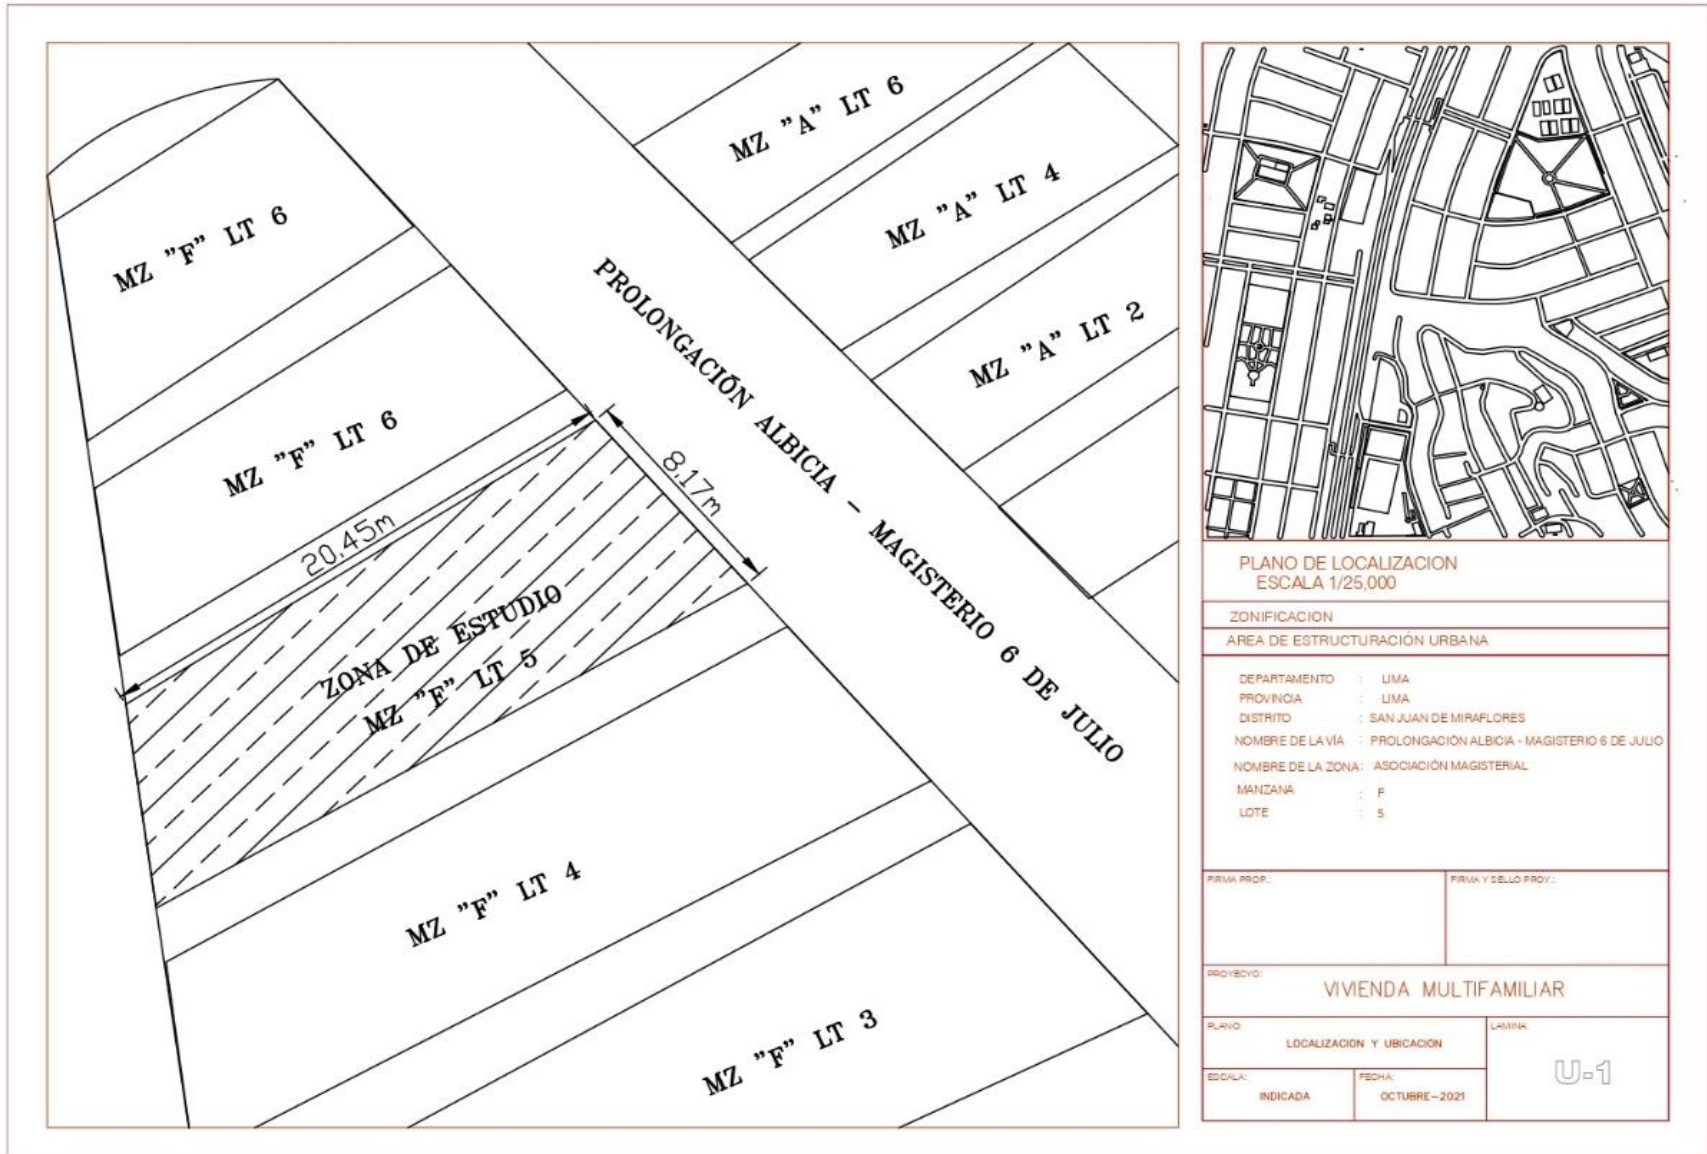 MZ "A" LT 6
MZ "A" LT 4
MZ "A" LT 2
MZ "F" LT 6
MZ "F" LT 6
PROLONGACIÓN ALBICIA - MAGISTERIO 6 DE JULIO
20.45m
8.17m
ZONA DE ESTUDIO
MZ "F" LT 5
MZ "F" LT 4
MZ "F" LT 3
PLANO DE LOCALIZACION
ESCALA 1/25,000
ZONIFICACION
AREA DE ESTRUCTURACIÓN URBANA
DEPARTAMENTO : LIMA
PROVINCIA : LIMA
DISTRITO : SAN JUAN DE MIRAFLORES
NOMBRE DE LA VÍA : PROLONGACIÓN ALBICIA - MAGISTERIO 6 DE JULIO
NOMBRE DE LA ZONA: ASOCIACIÓN MAGISTERIAL
MANZANA : F
LOTE : 5
FIRMA PROP.:
FIRMA Y SELLO PROY.:
PROYECYO:
VIVIENDA MULTIFAMILIAR
PLANO:
LOCALIZACION Y UBICACION
LAMINA:
U-1
ESCALA:
INDICADA
FECHA:
OCTUBRE-2021